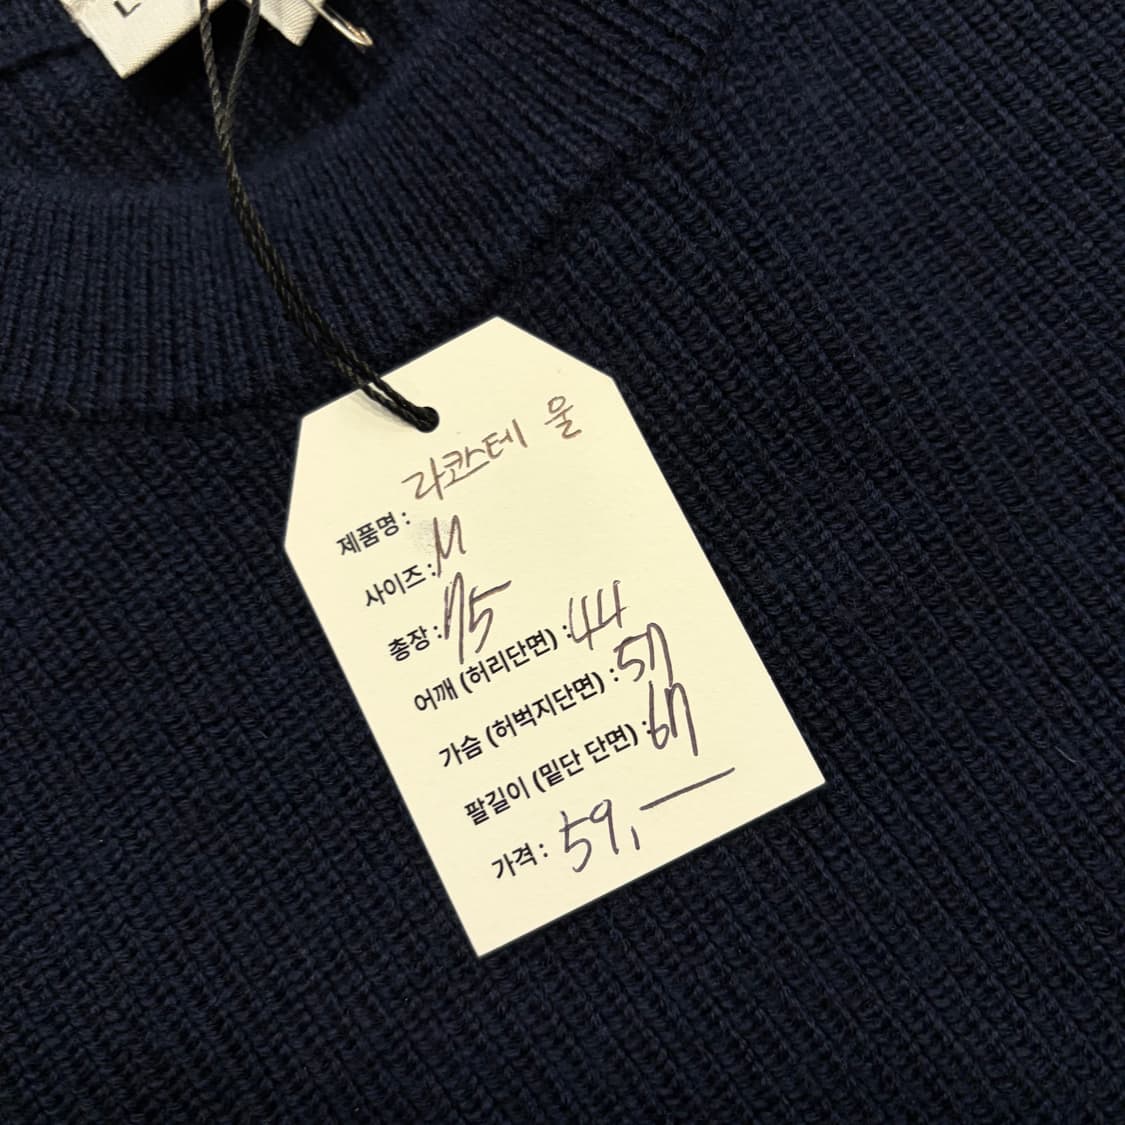 L
제품명 : 라코스테 울
사이즈 : M
총장 : 75
어깨 (허리단면) : 44
가슴 (허벅지단면) : 57
팔길이 (밑단 단면) : 67
가격 : 59,—